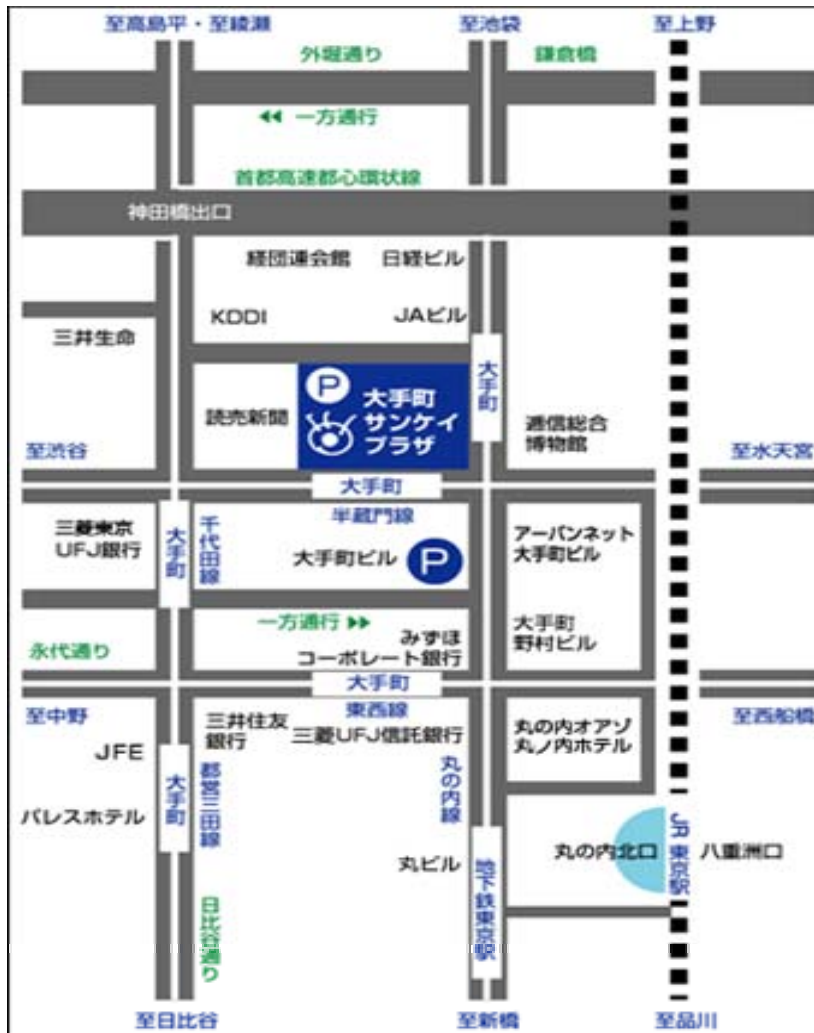 至高島平・至綾瀬
至池袋
至上野
外堀通り
鎌倉橋
一方通行
首都高速都心環状線
神田橋出口
経団連会館
日経ビル
KDDI
JAビル
三井生命
P
大手町
サンケイ
プラザ
大手町
読売新聞
逓信総合
博物館
至渋谷
至水天宮
大手町
半蔵門線
三菱東京
UFJ銀行
大手町
千代田線
大手町ビル
P
アーバンネット
大手町ビル
一方通行
みずほ
コーポレート銀行
大手町
野村ビル
永代通り
大手町
東西線
至中野
至西船橋
三井住友
銀行
三菱UFJ信託銀行
丸の内オアゾ
丸ノ内ホテル
JFE
大手町
都営三田線
丸の内線
パレスホテル
丸ビル
地下鉄東京駅
丸の内北口
JR東京駅
八重洲口
日比谷通り
至日比谷
至新橋
至品川